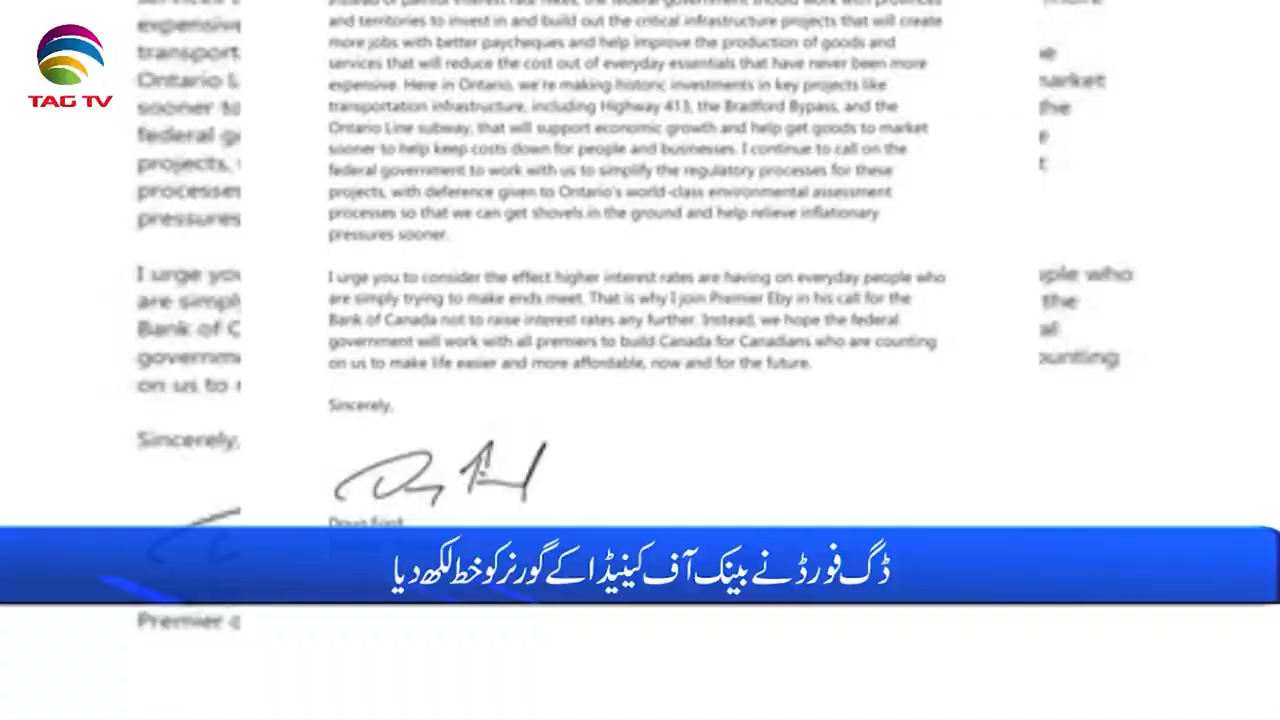 TAG TV
and territories to invest in and build out the critical infrastructure projects that will create
more jobs with better paycheques and help improve the production of goods and
services that will reduce the cost out of everyday essentials that have never been more
expensive. Here in Ontario, we're making historic investments in key projects like
transportation infrastructure, including Highway 413, the Bradford Bypass, and the
Ontario Line subway, that will support economic growth and help get goods to market
sooner to help keep costs down for people and businesses. I continue to call on the
federal government to work with us to simplify the regulatory processes for these
projects, with deference given to Ontario's world-class environmental assessment
processes so that we can get shovels in the ground and help relieve inflationary
pressures sooner.
I urge you to consider the effect higher interest rates are having on everyday people who
are simply trying to make ends meet. That is why I join Premier Eby in his call for the
Bank of Canada not to raise interest rates any further. Instead, we hope the federal
government will work with all premiers to build Canada for Canadians who are counting
on us to make life easier and more affordable, now and for the future.
Sincerely,
Doug Ford
ڈگ فورڈ نے بینک آف کینیڈا کے گورنر کو خط لکھ دیا
Premier